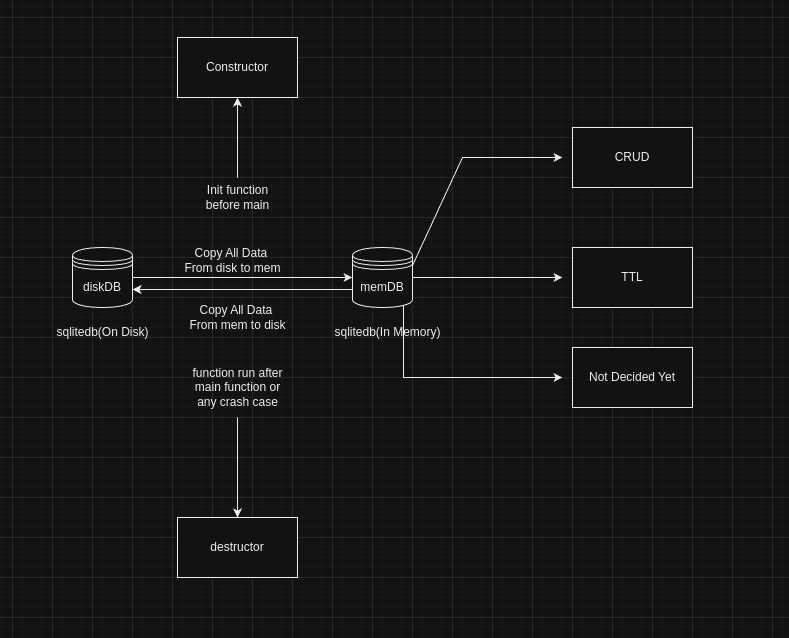 Constructor
CRUD
Init function
before main
Copy All Data
From disk to mem
diskDB
memDB
TTL
Copy All Data
From mem to disk
sqlitedb(On Disk)
sqlitedb(In Memory)
function run after
main function or
any crash case
Not Decided Yet
destructor